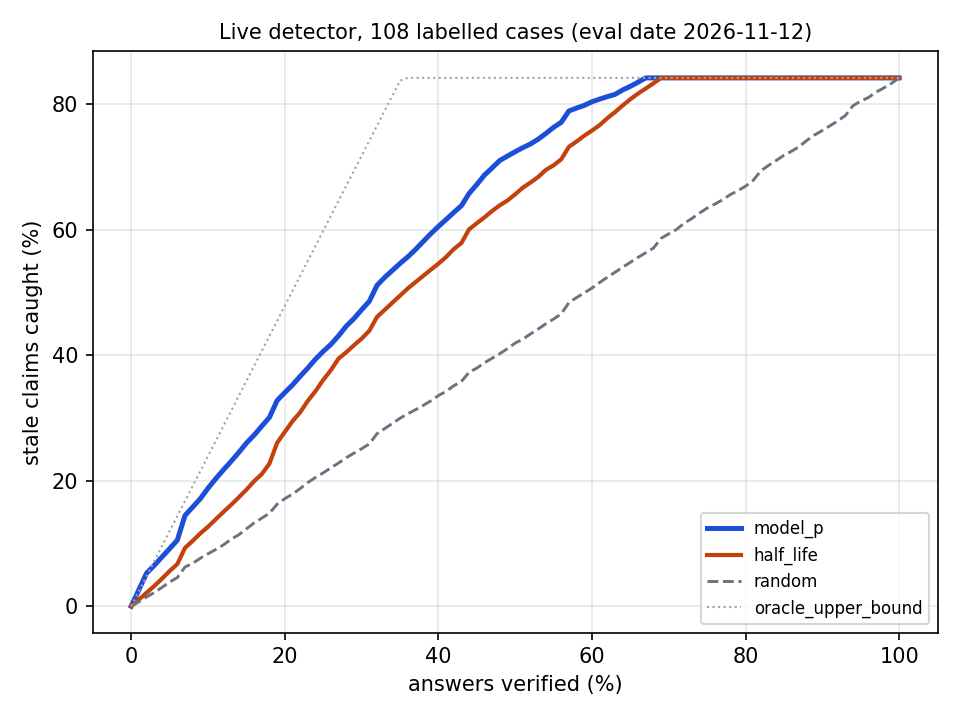 Live detector, 108 labelled cases (eval date 2026-11-12)
stale claims caught (%)
80
60
40
20
0
0 20 40 60 80 100
answers verified (%)
model_p
half_life
random
oracle_upper_bound